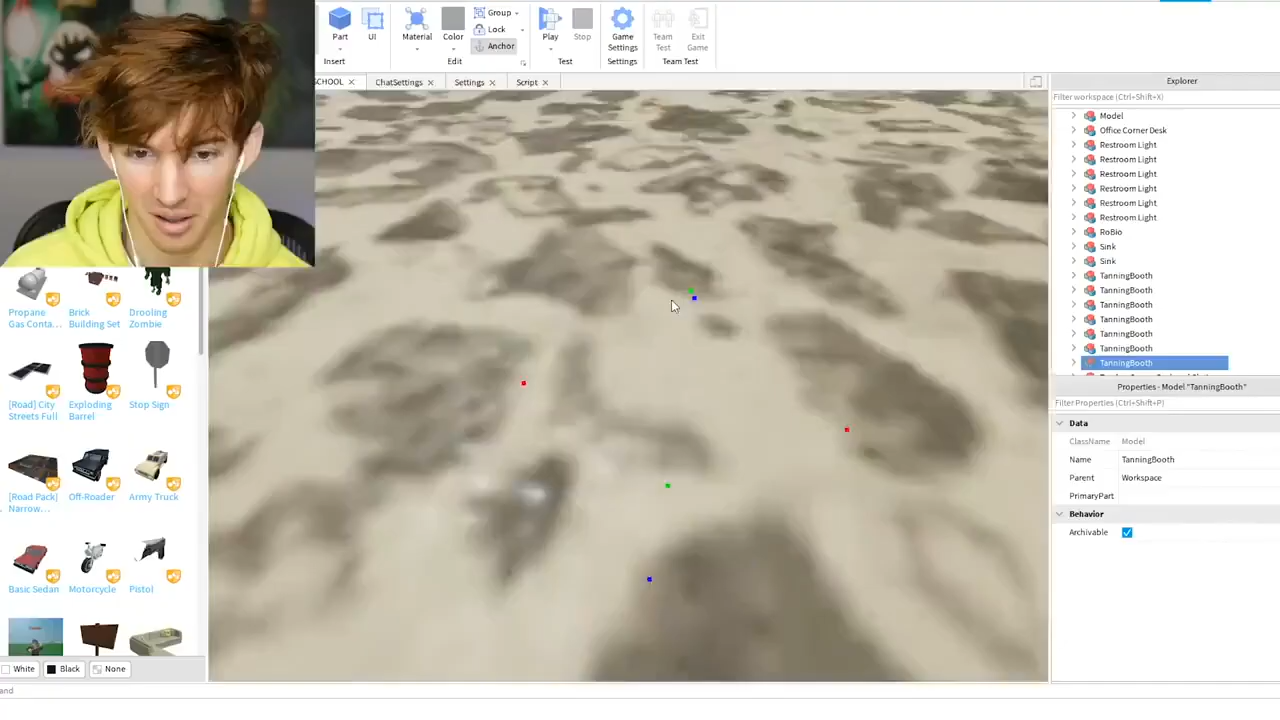 Part
UI
Material
Color
Group
Lock
Anchor
Play
Stop
Game
Settings
Team
Test
Exit
Game
Insert
Edit
Test
Settings
Team Test
CHOOL
ChatSettings
Settings
Script
Explorer
Filter workspace (Ctrl+Shift+X)
Model
Office Corner Desk
Restroom Light
Restroom Light
Restroom Light
Restroom Light
Restroom Light
Restroom Light
RoBio
Sink
Sink
TanningBooth
TanningBooth
TanningBooth
TanningBooth
TanningBooth
TanningBooth
TanningBooth
Properties - Model "TanningBooth"
Filter Properties (Ctrl+Shift+P)
Data
ClassName Model
Name TanningBooth
Parent Workspace
PrimaryPart
Behavior
Archivable
Propane
Gas Conta...
Brick
Building Set
Drooling
Zombie
[Road] City
Streets Full
Exploding
Barrel
Stop Sign
[Road Pack]
Narrow...
Off-Roader
Army Truck
Basic Sedan
Motorcycle
Pistol
White
Black
None
and